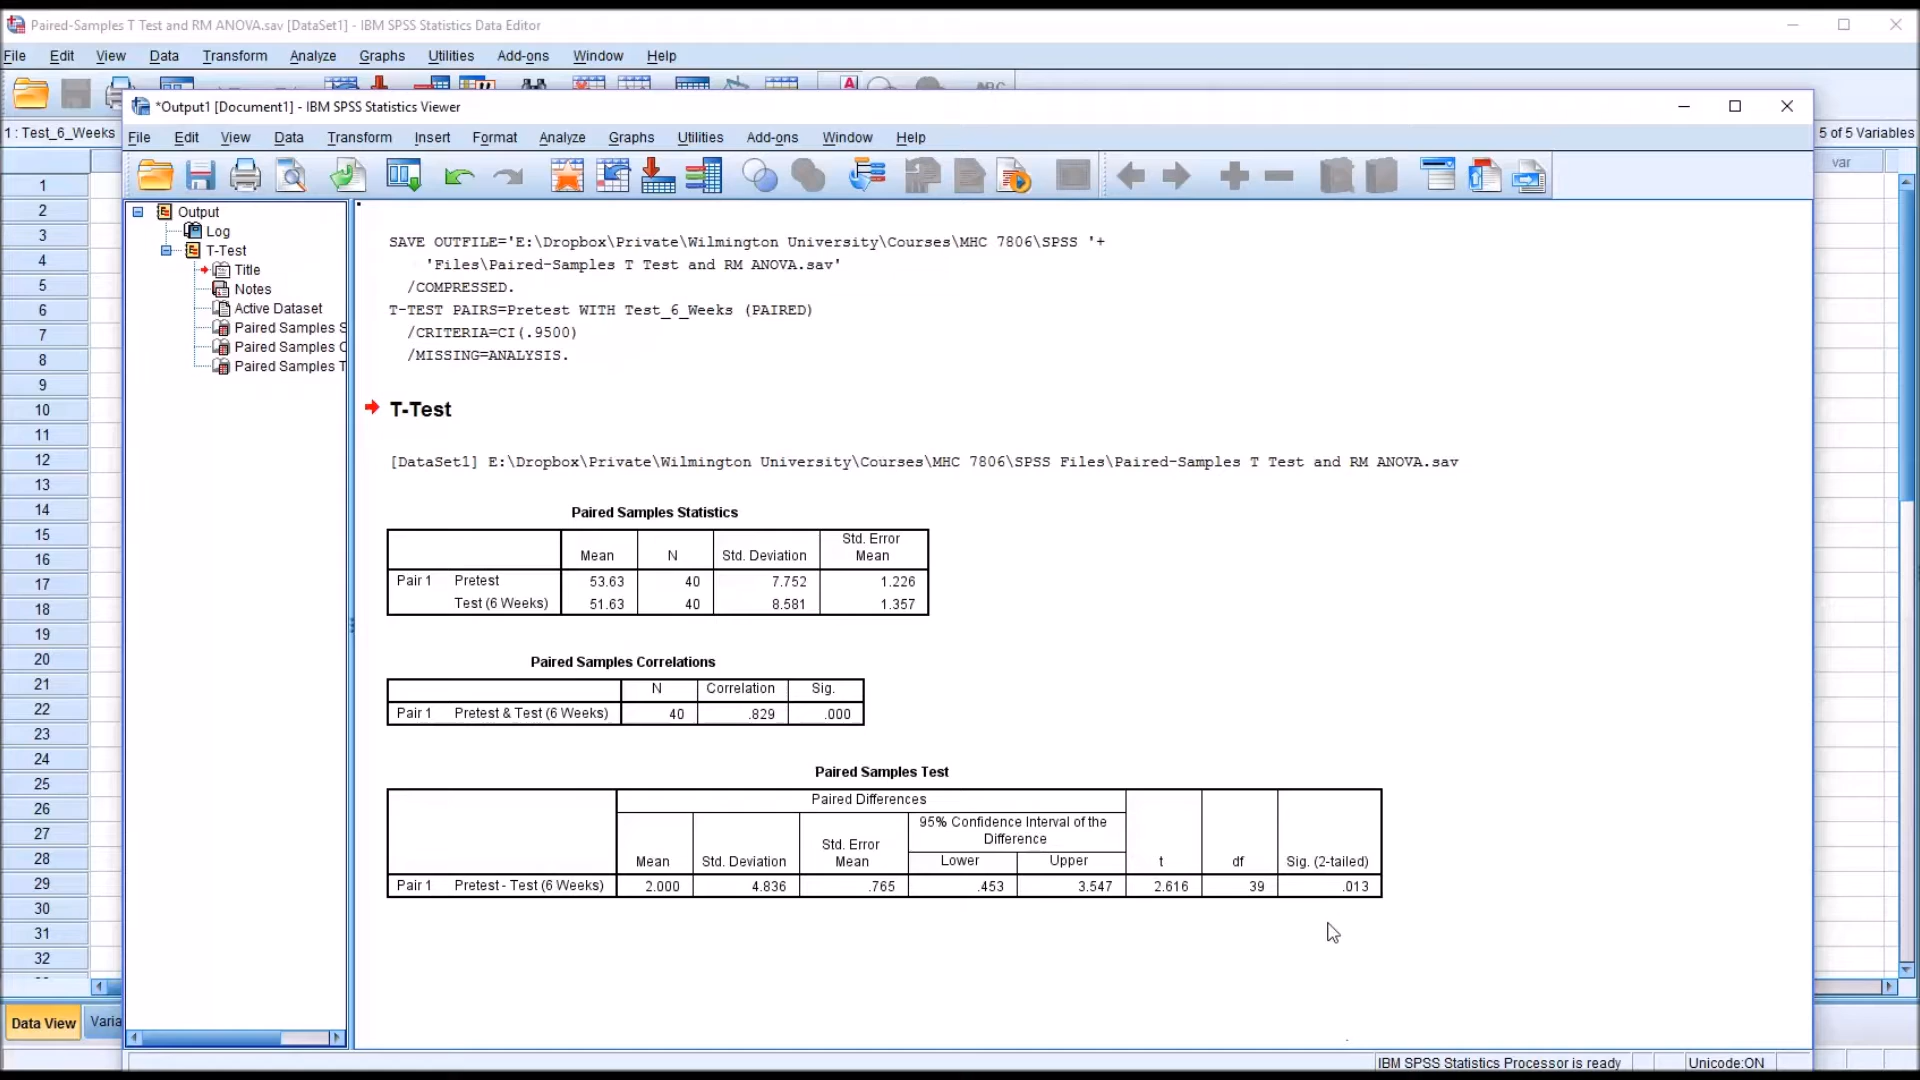 Paired-Samples T Test and RM ANOVA.sav [DataSet1] - IBM SPSS Statistics Data Editor
File Edit View Data Transform Analyze Graphs Utilities Add-ons Window Help
*Output1 [Document1] - IBM SPSS Statistics Viewer
1 : Test_6_Weeks
5 of 5 Variables
File Edit View Data Transform Insert Format Analyze Graphs Utilities Add-ons Window Help
var
1
2
3
4
5
6
7
8
9
10
11
12
13
14
15
16
17
18
19
20
21
22
23
24
25
26
27
28
29
30
31
32
Output
Log
T-Test
Title
Notes
Active Dataset
Paired Samples S
Paired Samples C
Paired Samples T
SAVE OUTFILE='E:\Dropbox\Private\Wilmington University\Courses\MHC 7806\SPSS '+
'Files\Paired-Samples T Test and RM ANOVA.sav'
/COMPRESSED.
T-TEST PAIRS=Pretest WITH Test_6_Weeks (PAIRED)
/CRITERIA=CI(.9500)
/MISSING=ANALYSIS.
T-Test
[DataSet1] E:\Dropbox\Private\Wilmington University\Courses\MHC 7806\SPSS Files\Paired-Samples T Test and RM ANOVA.sav
Paired Samples Statistics
Mean N Std. Deviation Std. Error Mean
Pair 1 Pretest 53.63 40 7.752 1.226
Test (6 Weeks) 51.63 40 8.581 1.357
Paired Samples Correlations
N Correlation Sig.
Pair 1 Pretest & Test (6 Weeks) 40 .829 .000
Paired Samples Test
Paired Differences
95% Confidence Interval of the Difference
Mean Std. Deviation Std. Error Mean Lower Upper t df Sig. (2-tailed)
Pair 1 Pretest - Test (6 Weeks) 2.000 4.836 .765 .453 3.547 2.616 39 .013
Data View Varia
IBM SPSS Statistics Processor is ready Unicode:ON